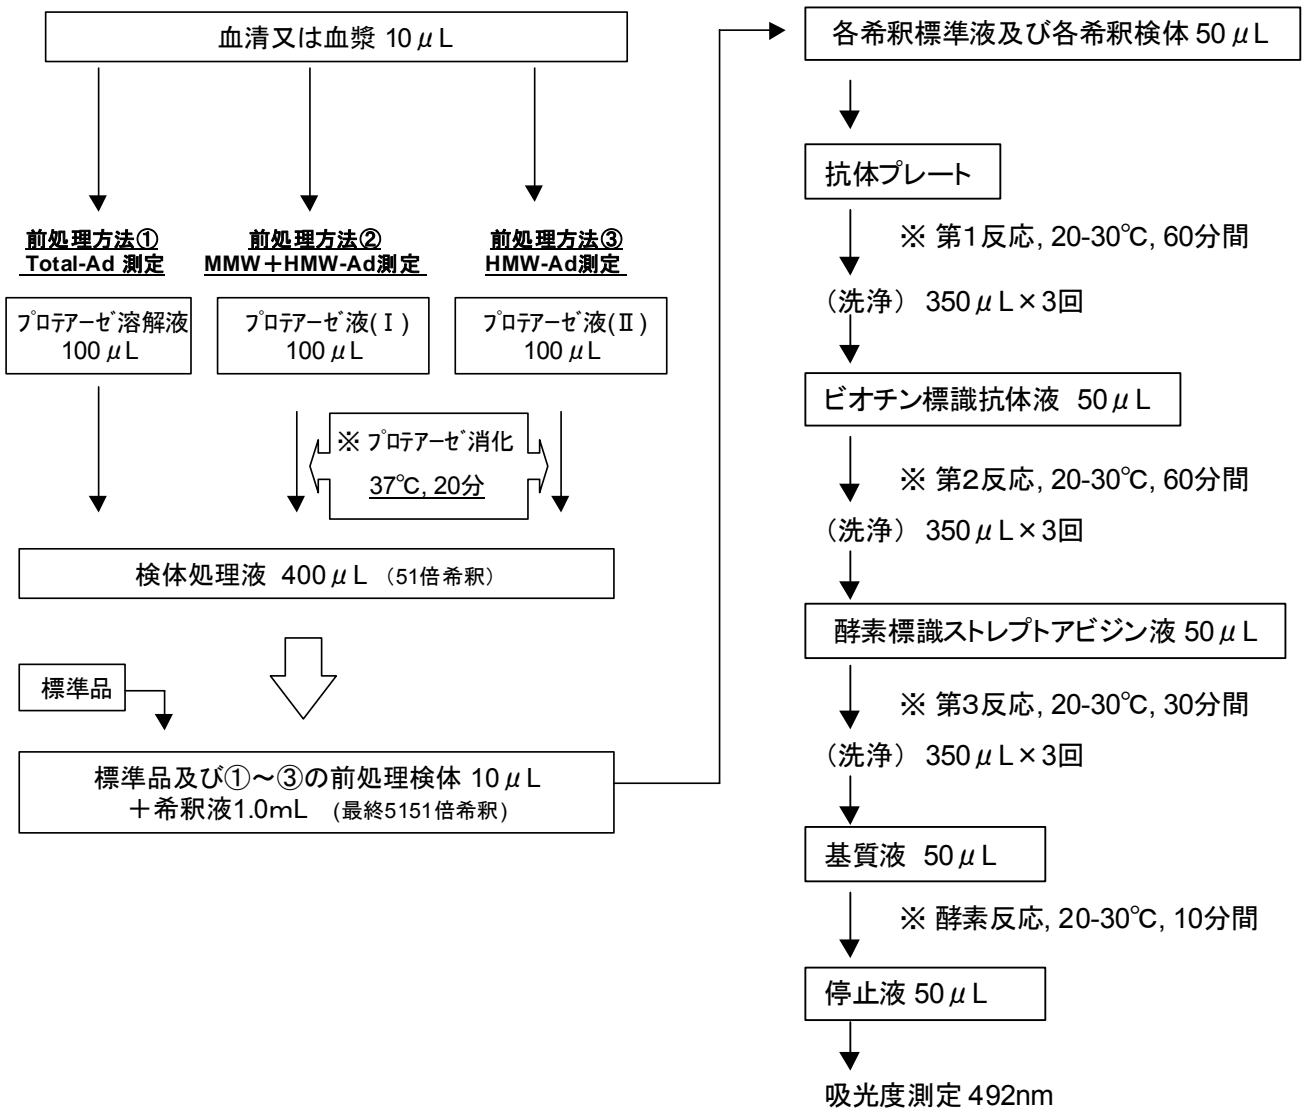 血清又は血漿 10μL
前処理方法①
Total-Ad 測定
前処理方法②
MMW＋HMW-Ad測定
前処理方法③
HMW-Ad測定
ﾌﾟﾛﾃｱｰｾﾞ溶解液
100μL
ﾌﾟﾛﾃｱｰｾﾞ液(Ⅰ)
100μL
ﾌﾟﾛﾃｱｰｾﾞ液(Ⅱ)
100μL
※ ﾌﾟﾛﾃｱｰｾﾞ消化
37℃, 20分
検体処理液 400μL （51倍希釈）
標準品
標準品及び①～③の前処理検体 10μL
＋希釈液1.0mL (最終5151倍希釈)
各希釈標準液及び各希釈検体 50μL
抗体プレート
※ 第1反応, 20-30℃, 60分間
（洗浄） 350μL×3回
ビオチン標識抗体液 50μL
※ 第2反応, 20-30℃, 60分間
（洗浄） 350μL×3回
酵素標識ストレプトアビジン液 50μL
※ 第3反応, 20-30℃, 30分間
（洗浄） 350μL×3回
基質液 50μL
※ 酵素反応, 20-30℃, 10分間
停止液 50μL
吸光度測定 492nm